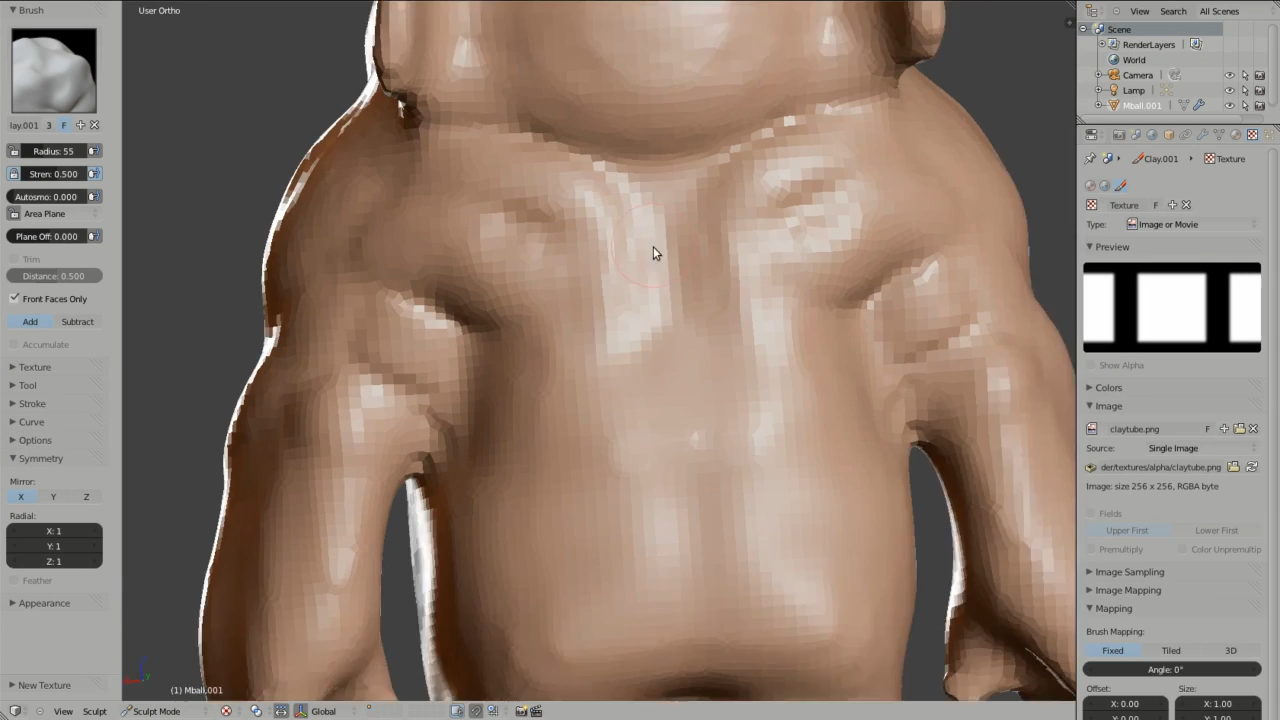 Brush
User Ortho
View Search All Scenes
Scene
RenderLayers
World
Camera
Lamp
Mball.001
lay.001 3 F
Radius: 55
Stren: 0.500
Autosmo: 0.000
Area Plane
Plane Off: 0.000
Trim
Distance: 0.500
Front Faces Only
Add Subtract
Accumulate
Texture
Tool
Stroke
Curve
Options
Symmetry
Mirror:
X Y Z
Radial:
X: 1
Y: 1
Z: 1
Feather
Appearance
New Texture
Clay.001 Texture
Texture F
Type: Image or Movie
Preview
Show Alpha
Colors
Image
claytube.png F
Source: Single Image
der/textures/alpha/claytube.png
Image: size 256 x 256, RGBA byte
Fields
Upper First Lower First
Premultiply Color Unpremultip
Image Sampling
Image Mapping
Mapping
Brush Mapping:
Fixed Tiled 3D
Angle: 0°
Offset: Size:
X: 0.00 X: 1.00
(1) Mball.001
View Sculpt Sculpt Mode Global